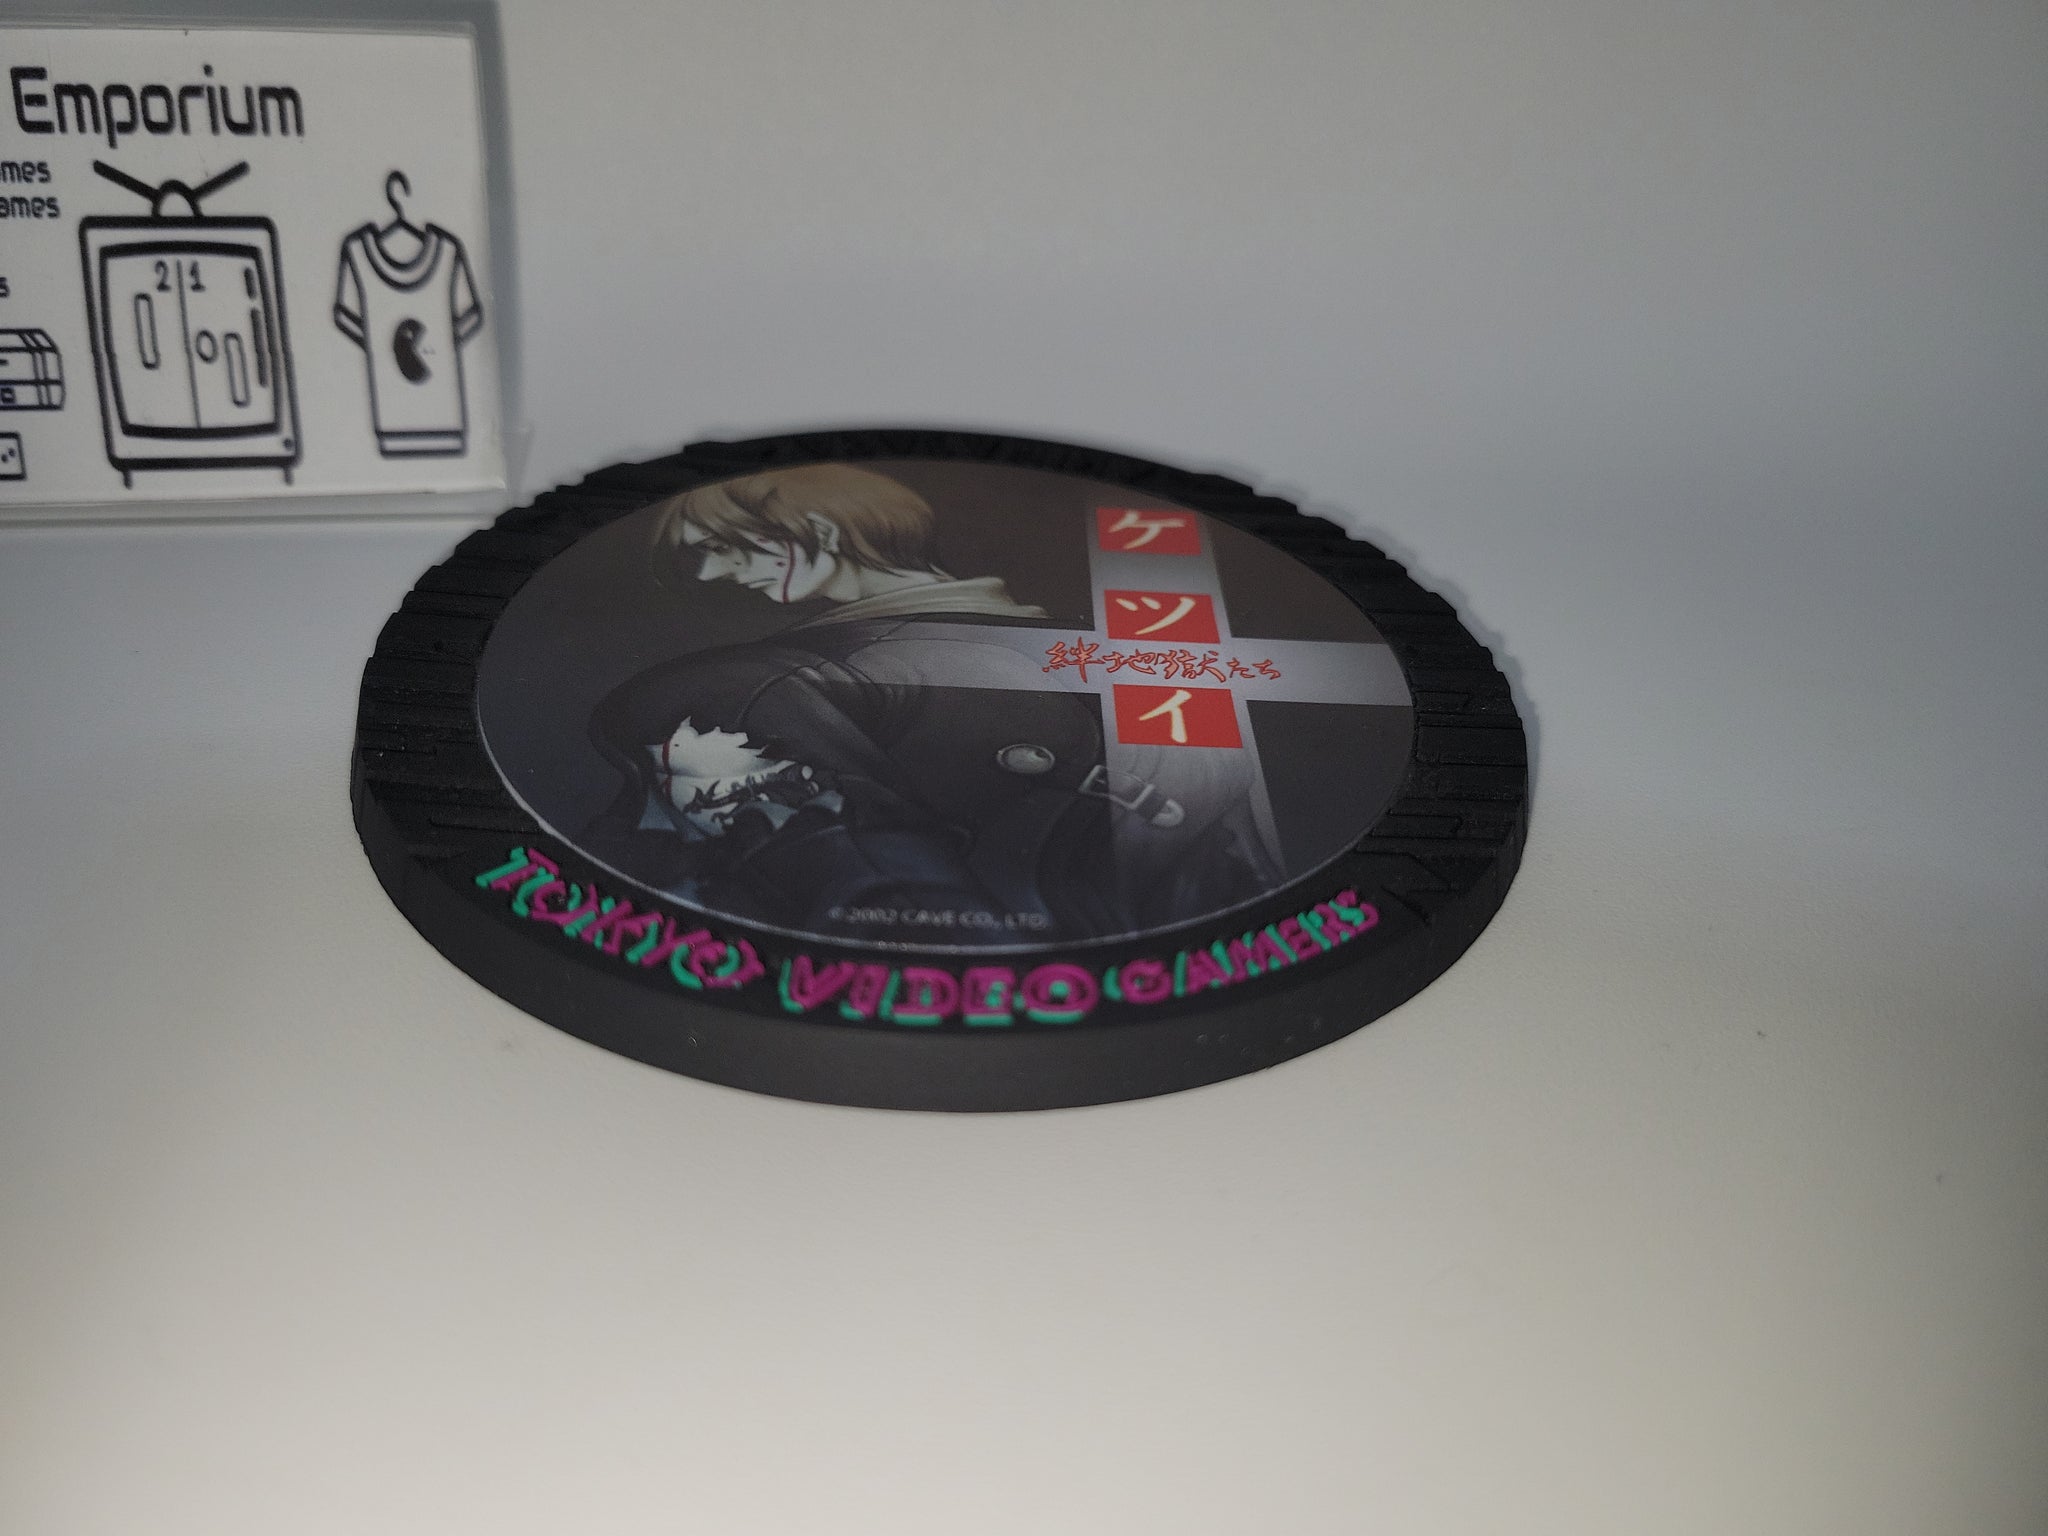 Emporium
mes
ames
s
2 1
ケ
ツ
絆地獄たち
イ
© 2002 CAVE CO., LTD
TOKYO VIDEO GAMERS